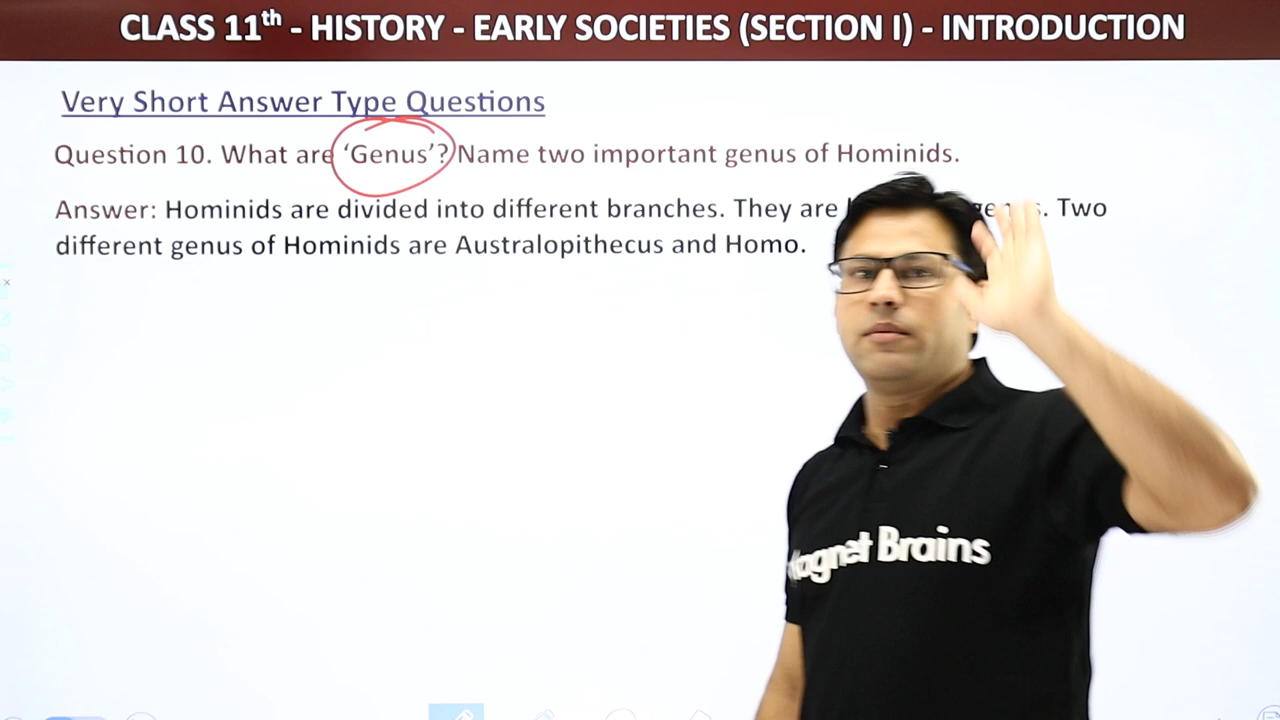 CLASS 11th - HISTORY - EARLY SOCIETIES (SECTION I) - INTRODUCTION
Very Short Answer Type Questions
Question 10. What are ‘Genus’? Name two important genus of Hominids.
Answer: Hominids are divided into different branches. They are Two
different genus of Hominids are Australopithecus and Homo.
Magnet Brains